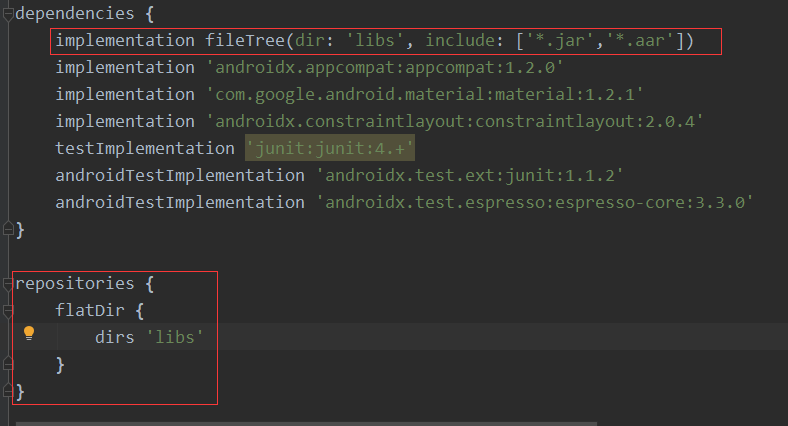 dependencies {
    implementation fileTree(dir: 'libs', include: ['*.jar','*.aar'])
    implementation 'androidx.appcompat:appcompat:1.2.0'
    implementation 'com.google.android.material:material:1.2.1'
    implementation 'androidx.constraintlayout:constraintlayout:2.0.4'
    testImplementation 'junit:junit:4.+'
    androidTestImplementation 'androidx.test.ext:junit:1.1.2'
    androidTestImplementation 'androidx.test.espresso:espresso-core:3.3.0'
}
repositories {
    flatDir {
        dirs 'libs'
    }
}